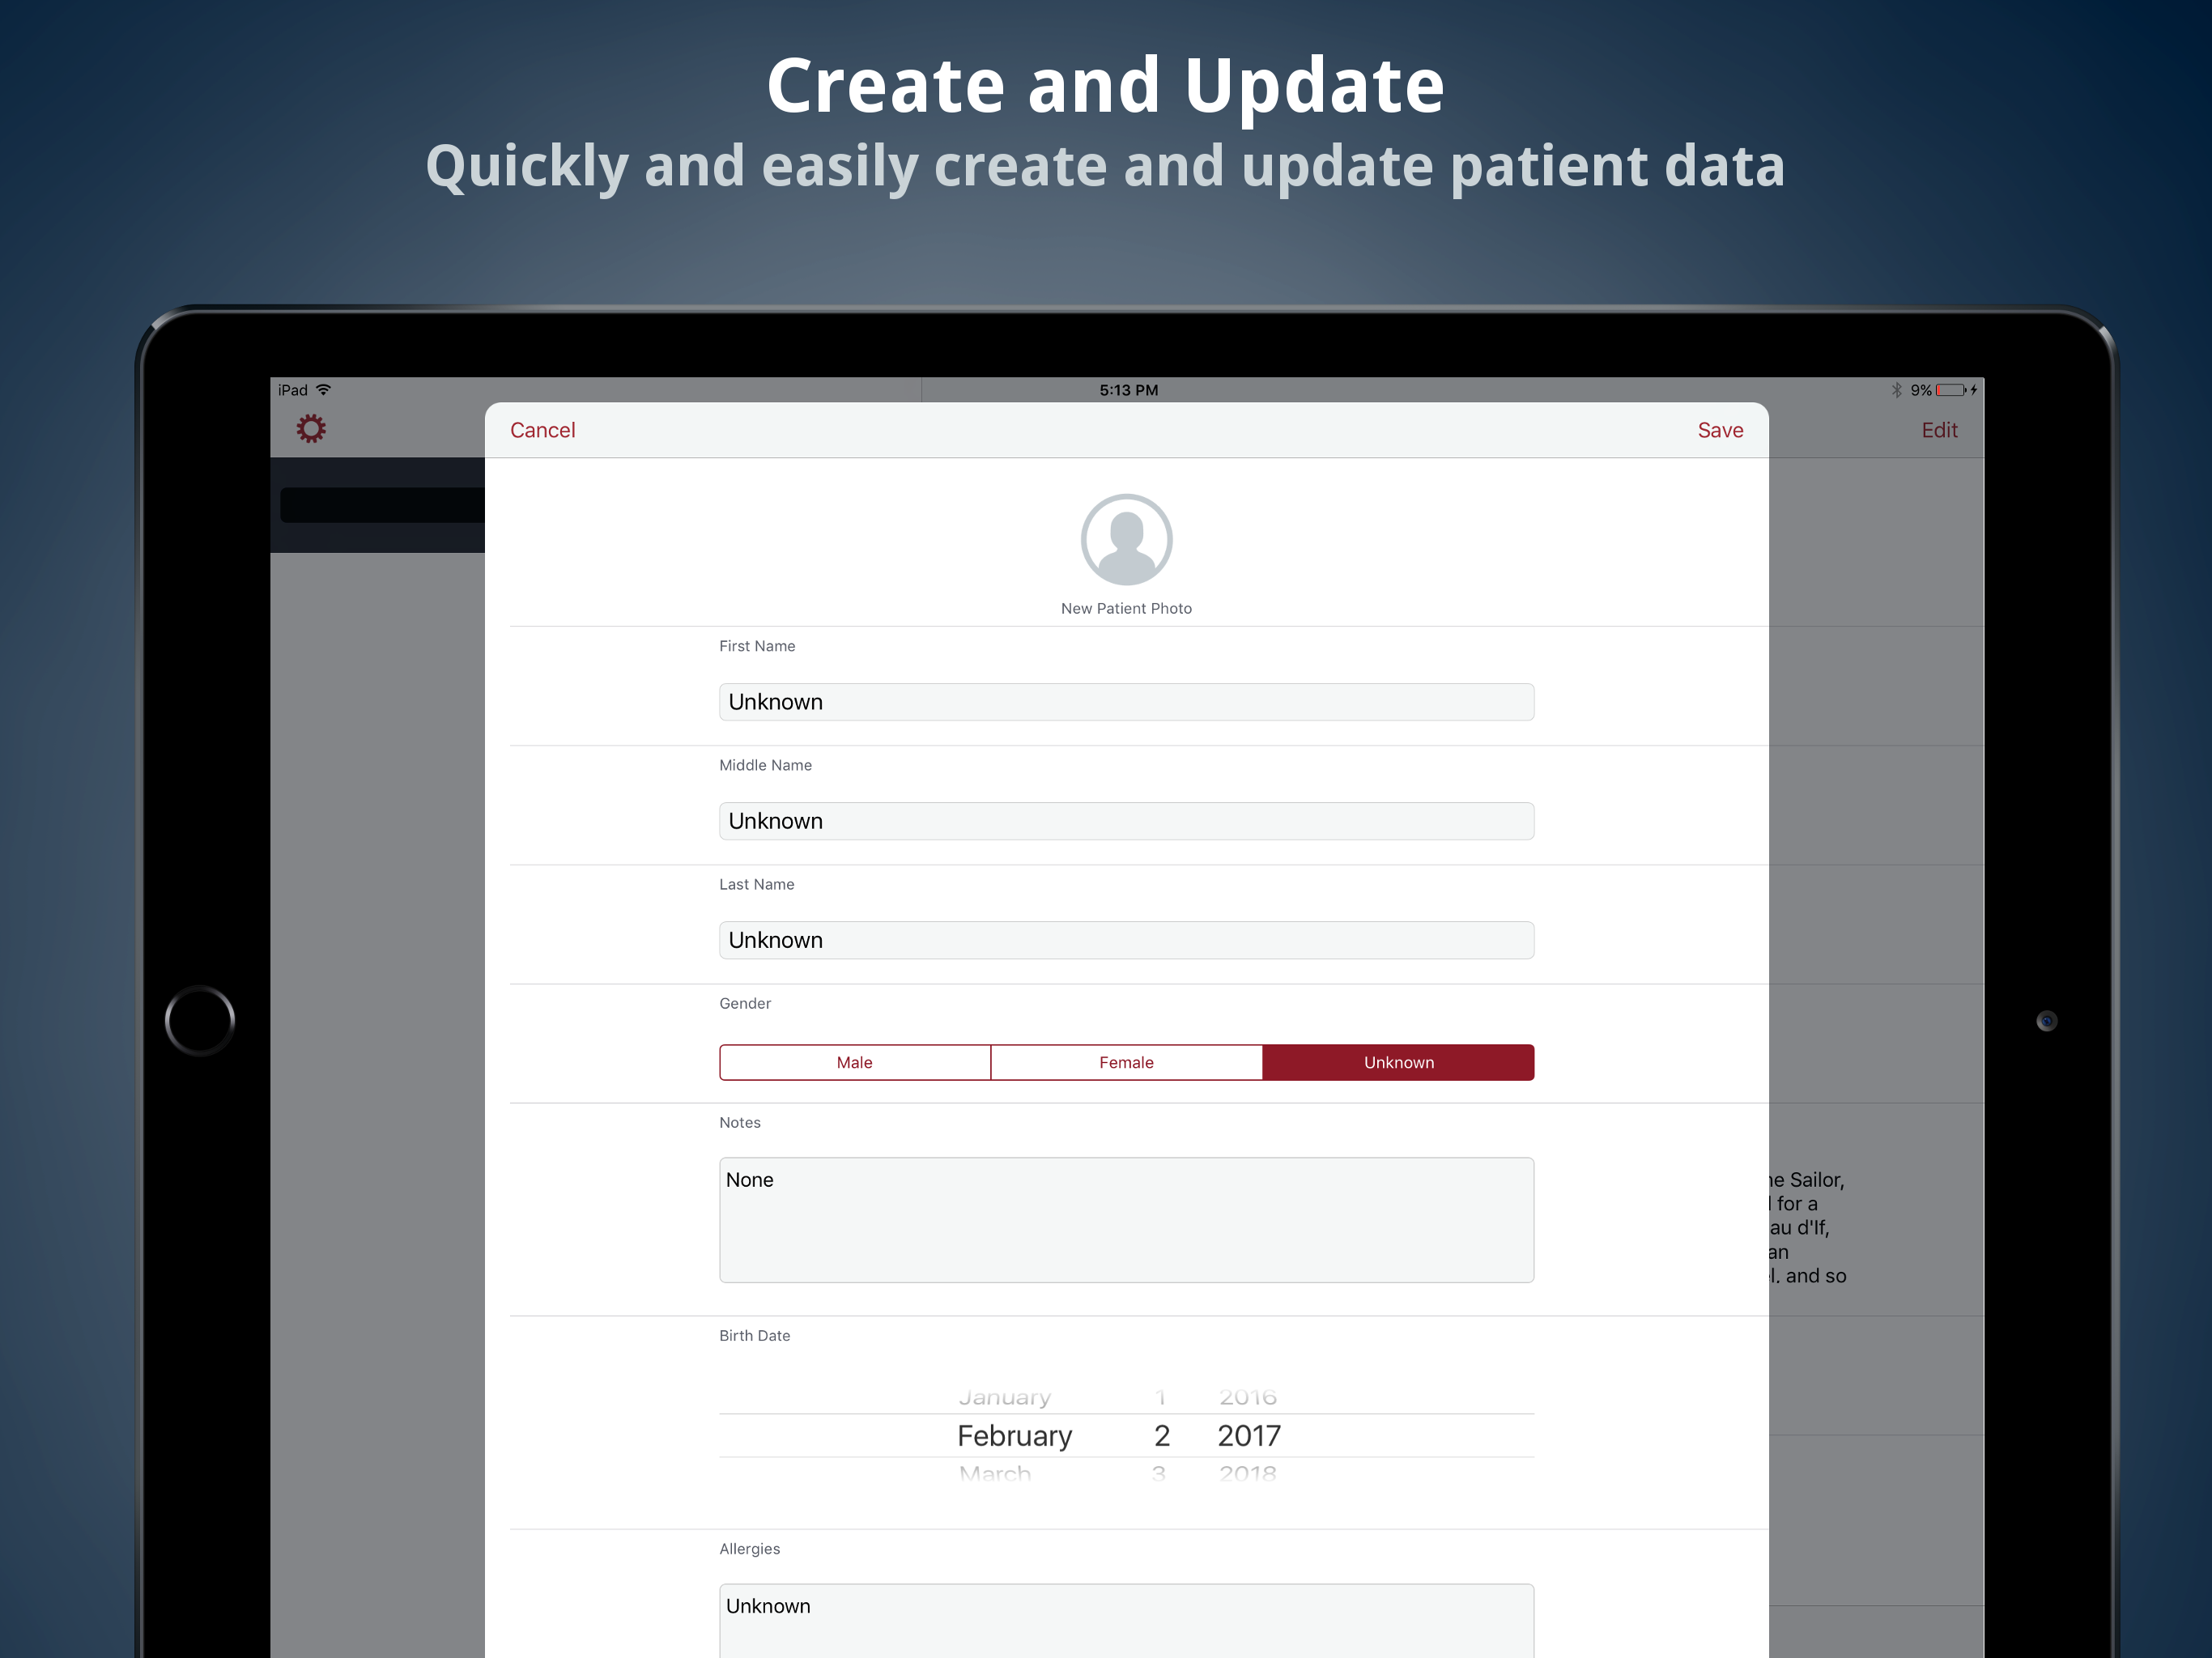 Create and Update
Quickly and easily create and update patient data
iPad 5:13 PM 9%
Cancel Save Edit
New Patient Photo
First Name
Unknown
Middle Name
Unknown
Last Name
Unknown
Gender
Male Female Unknown
Notes
None
Sailor,
for a
d'If,
and so
Birth Date
January 1 2016
February 2 2017
March 3 2018
Allergies
Unknown